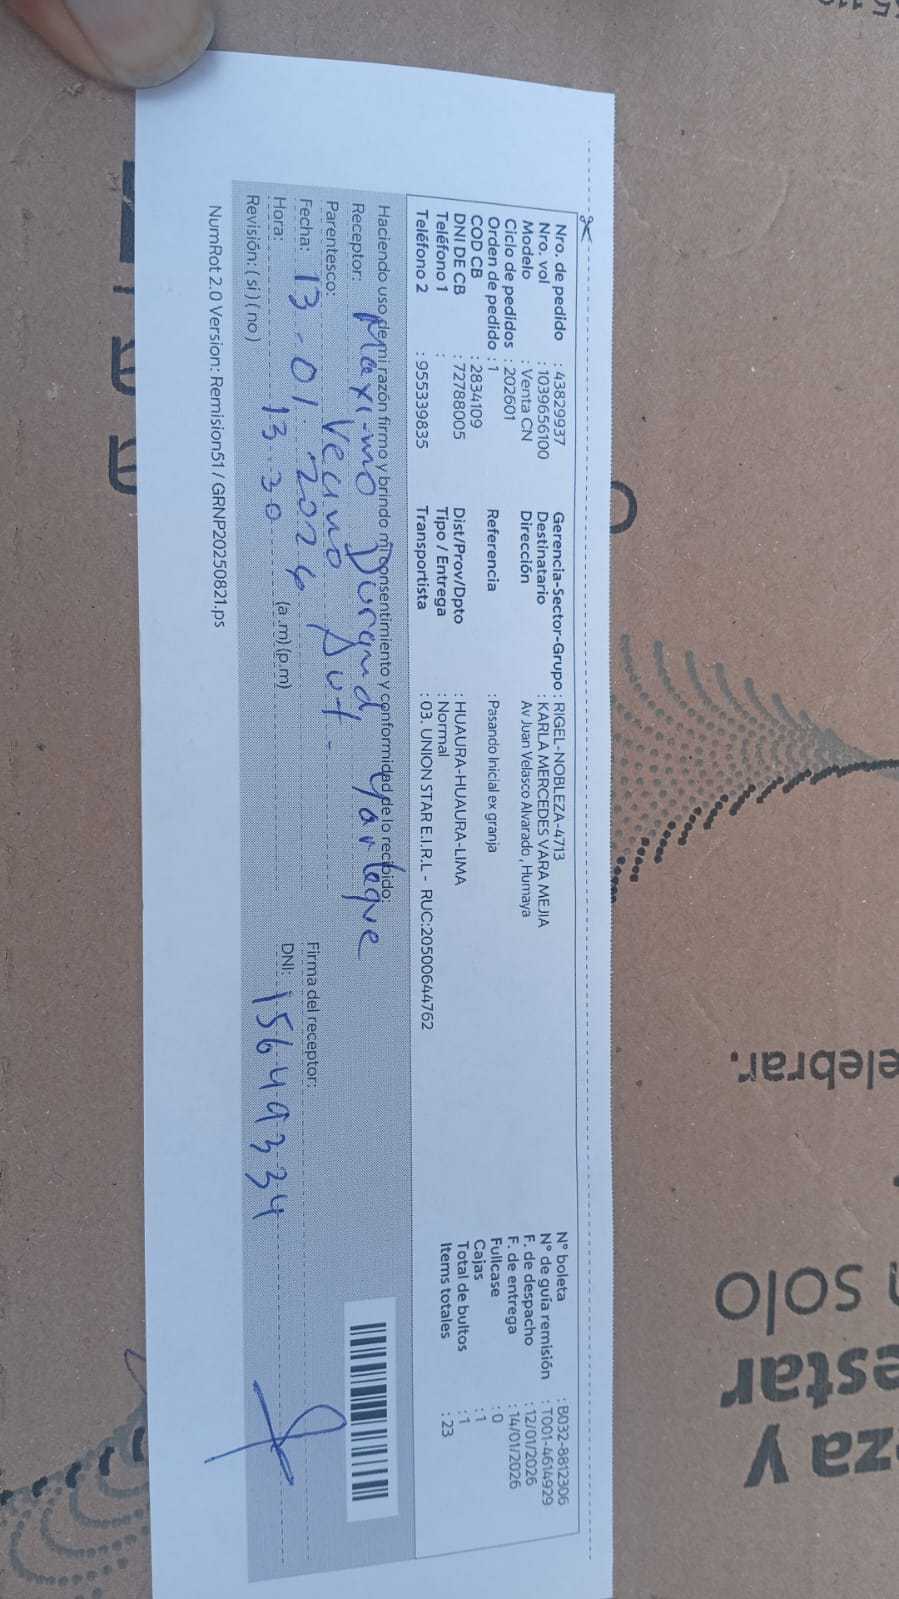 Nro. de pedido : 43829937 Gerencia-Sector-Grupo : RIGEL-NOBLEZA-4713 N° boleta : B032-8812306
Nro. vol : 1039656100 Destinatario : KARLA MERCEDES VARA MEJIA N° de guía remisión : T001-4614929
Modelo : Venta CN Dirección Av Juan Velasco Alvarado , Humaya F. de despacho : 12/01/2026
Ciclo de pedidos : 202601 F. de entrega : 14/01/2026
Orden de pedido : 1 Referencia : Pasando Inicial ex granja Fullcase : 0
COD CB : 2834109 Cajas : 1
DNI DE CB : 72788005 Dist/Prov/Dpto : HUAURA-HUAURA-LIMA Total de bultos : 1
Teléfono 1 : Tipo / Entrega : Normal Items totales : 23
Teléfono 2 : 955339835 Transportista : 03. UNION STAR E.I.R.L - RUC:20500644762
Haciendo uso de mi razón firmo y brindo mi consentimiento y conformidad de lo recibido:
Receptor: Maximo Durand Yarleque
Parentesco: Vecino Aut.
Fecha: 13-01-2026 Firma del receptor:
Hora: 13 30 (a.m)(p.m) DNI: 15649334
Revisión: ( si ) ( no )
NumRot 2.0 Version: Remision51 / GRNP20250821.ps
elebrar.
solo
estar
eza y